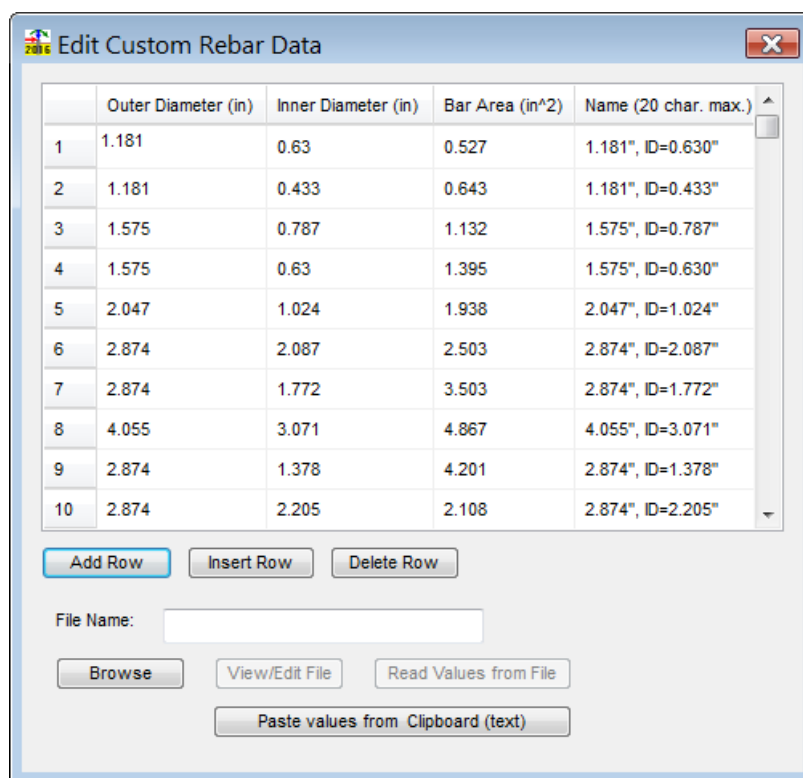 2016 Edit Custom Rebar Data
Outer Diameter (in) Inner Diameter (in) Bar Area (in^2) Name (20 char. max.)
1 1.181 0.63 0.527 1.181", ID=0.630"
2 1.181 0.433 0.643 1.181", ID=0.433"
3 1.575 0.787 1.132 1.575", ID=0.787"
4 1.575 0.63 1.395 1.575", ID=0.630"
5 2.047 1.024 1.938 2.047", ID=1.024"
6 2.874 2.087 2.503 2.874", ID=2.087"
7 2.874 1.772 3.503 2.874", ID=1.772"
8 4.055 3.071 4.867 4.055", ID=3.071"
9 2.874 1.378 4.201 2.874", ID=1.378"
10 2.874 2.205 2.108 2.874", ID=2.205"
Add Row Insert Row Delete Row
File Name:
Browse View/Edit File Read Values from File
Paste values from Clipboard (text)